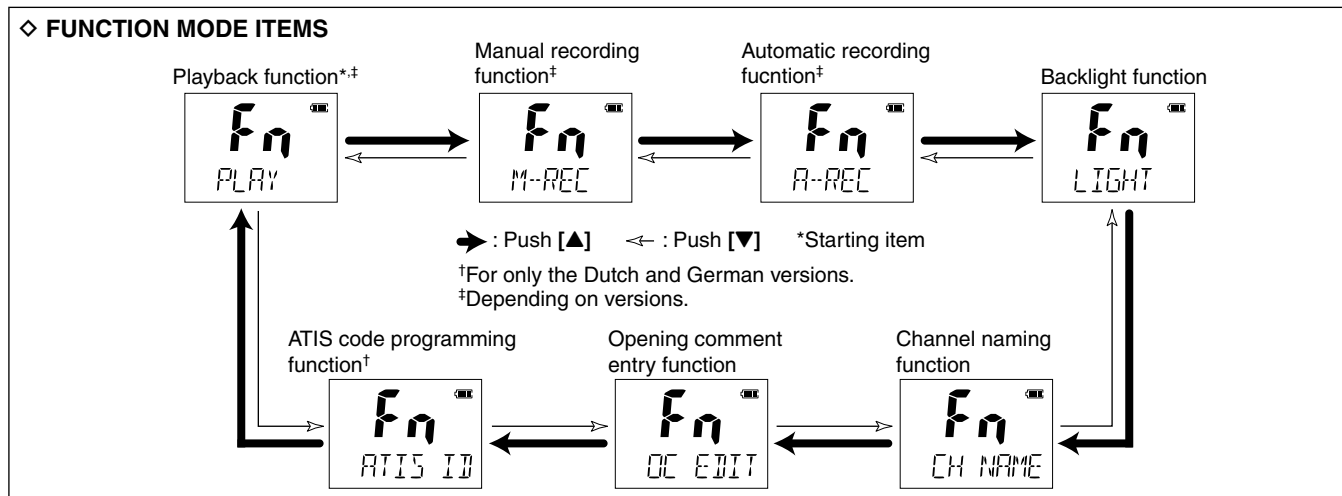 ◇ FUNCTION MODE ITEMS
Playback function*,‡
Manual recording
function‡
Automatic recording
fucntion‡
Backlight function
Fn
PLAY
Fn
M-REC
Fn
A-REC
Fn
LIGHT
: Push [▲] : Push [▼] *Starting item
†For only the Dutch and German versions.
‡Depending on versions.
ATIS code programming
function†
Opening comment
entry function
Channel naming
function
Fn
ATIS ID
Fn
OC EDIT
Fn
CH NAME